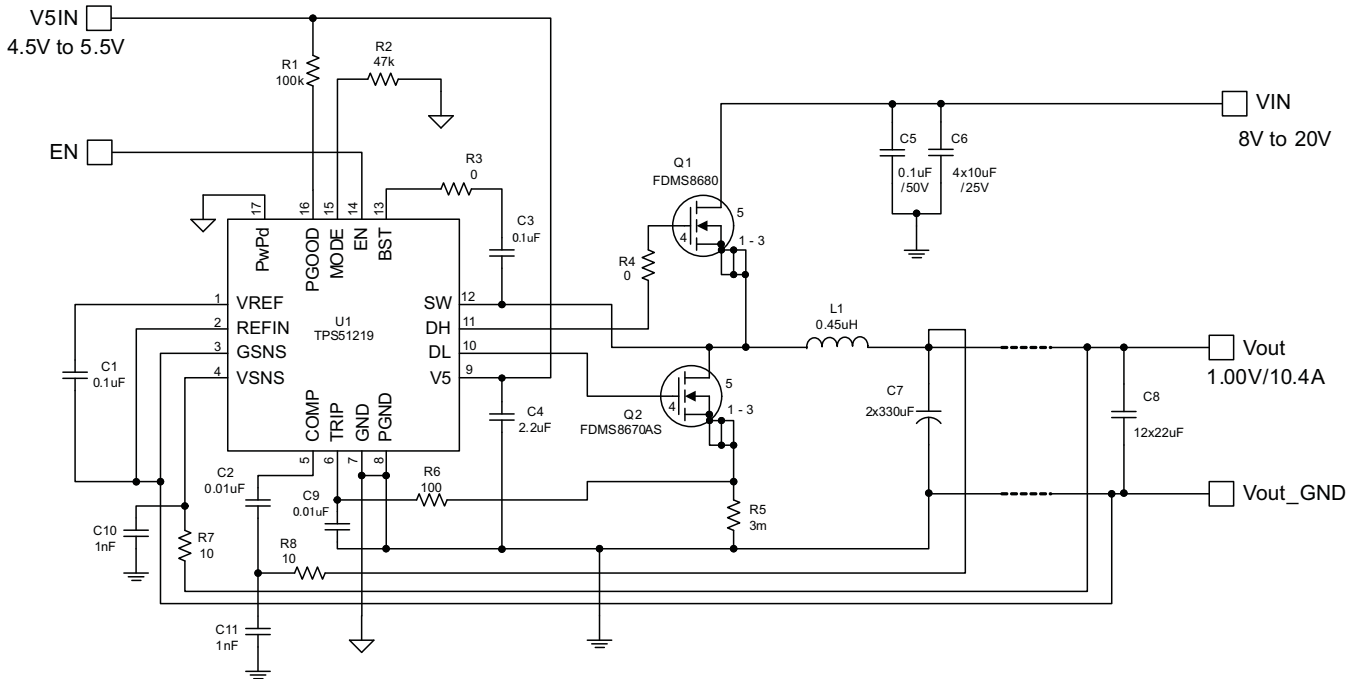 V5IN
4.5V to 5.5V
R1
100k
R2
47k
VIN
8V to 20V
EN
C5
0.1uF
/50V
C6
4x10uF
/25V
R3
0
Q1
FDMS8680
5
4
1 - 3
17
16
15
14
13
PwPd
PGOOD
MODE
EN
BST
C3
0.1uF
R4
0
1
VREF
2
REFIN
3
GSNS
4
VSNS
U1
TPS51219
SW
12
DH
11
DL
10
V5
9
L1
0.45uH
Vout
1.00V/10.4A
C1
0.1uF
COMP
TRIP
GND
PGND
5
6
7
8
C4
2.2uF
5
4
1 - 3
Q2
FDMS8670AS
C7
2x330uF
C8
12x22uF
C2
0.01uF
C9
0.01uF
R6
100
R5
3m
Vout_GND
C10
1nF
R7
10
R8
10
C11
1nF